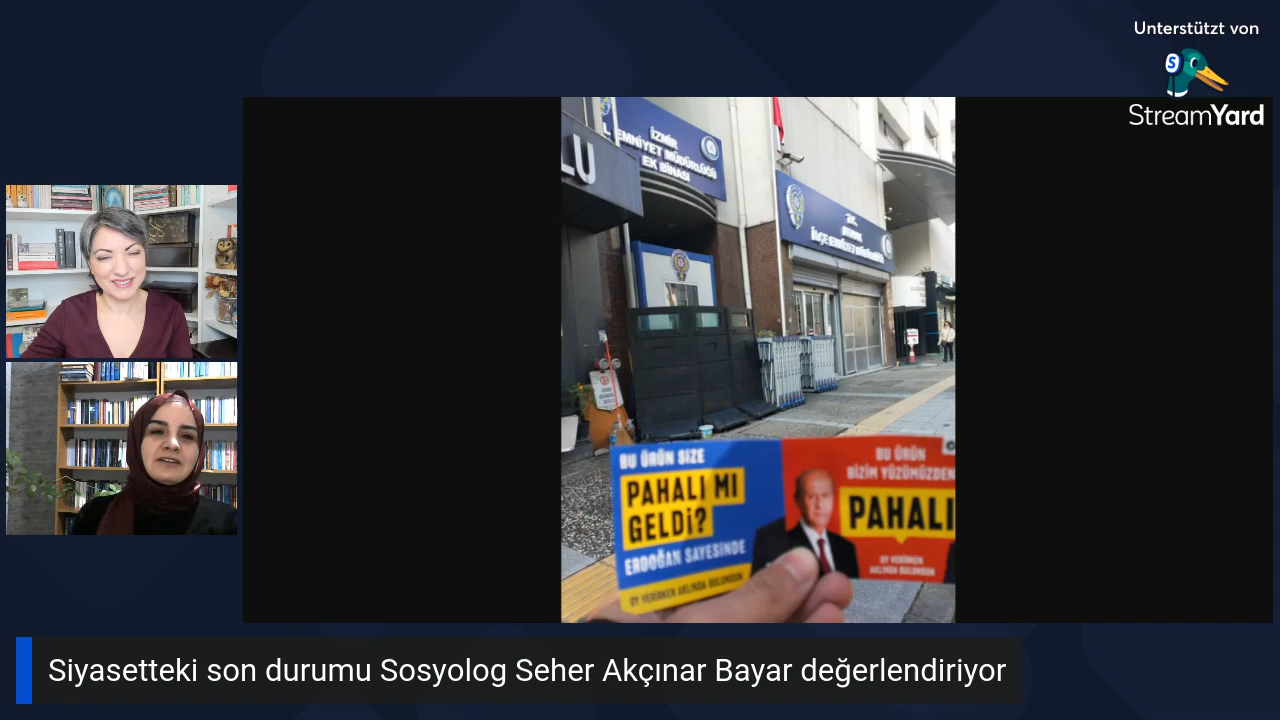 Unterstützt von
StreamYard
İZMİR
L EMNİYET MÜDÜRLÜĞÜ
EK BİNASI
LU
BU ÜRÜN SİZE
PAHALI MI
GELDİ?
ERDOĞAN SAYESİNDE
OY VERİRKEN AKLINDA BULUNSUN
BU ÜRÜN
BİZİM YÜZÜMÜZDEN
PAHALI
OY VERİRKEN
AKLINDA BULUNSUN
Siyasetteki son durumu Sosyolog Seher Akçınar Bayar değerlendiriyor